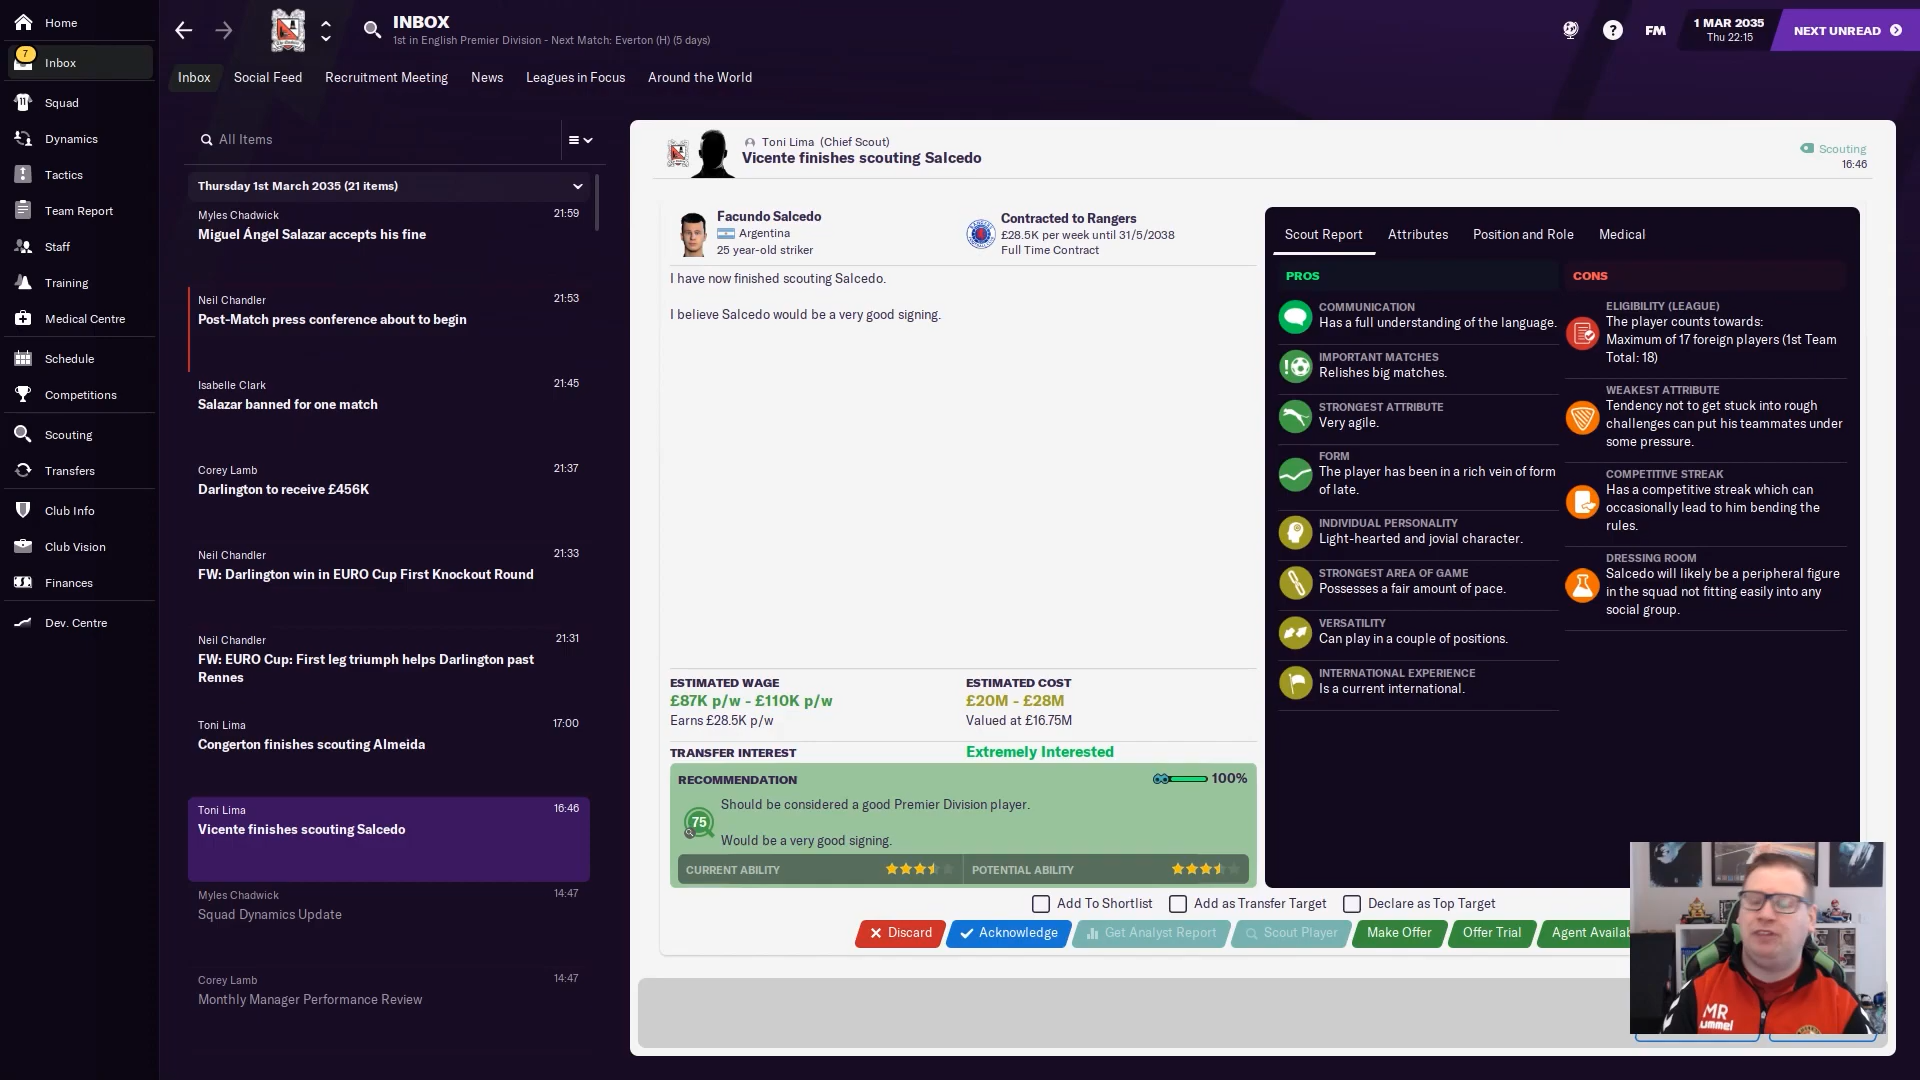 Home
7
Inbox
Squad
Dynamics
Tactics
Team Report
Staff
Training
Medical Centre
Schedule
Competitions
Scouting
Transfers
Club Info
Club Vision
Finances
Dev. Centre
INBOX
1st in English Premier Division - Next Match: Everton (H) (5 days)
FM
1 MAR 2035
Thu 22:15
NEXT UNREAD
Inbox
Social Feed
Recruitment Meeting
News
Leagues in Focus
Around the World
All Items
Thursday 1st March 2035 (21 items)
Myles Chadwick 21:59
Miguel Ángel Salazar accepts his fine
Neil Chandler 21:53
Post-Match press conference about to begin
Isabelle Clark 21:45
Salazar banned for one match
Corey Lamb 21:37
Darlington to receive £456K
Neil Chandler 21:33
FW: Darlington win in EURO Cup First Knockout Round
Neil Chandler 21:31
FW: EURO Cup: First leg triumph helps Darlington past
Rennes
Toni Lima 17:00
Congerton finishes scouting Almeida
Toni Lima 16:46
Vicente finishes scouting Salcedo
Myles Chadwick 14:47
Squad Dynamics Update
Corey Lamb 14:47
Monthly Manager Performance Review
Toni Lima (Chief Scout)
Vicente finishes scouting Salcedo
Scouting
16:46
Facundo Salcedo
Argentina
25 year-old striker
Contracted to Rangers
£28.5K per week until 31/5/2038
Full Time Contract
I have now finished scouting Salcedo.
I believe Salcedo would be a very good signing.
ESTIMATED WAGE
£87K p/w - £110K p/w
Earns £28.5K p/w
ESTIMATED COST
£20M - £28M
Valued at £16.75M
TRANSFER INTEREST
Extremely Interested
RECOMMENDATION
100%
75
Should be considered a good Premier Division player.
Would be a very good signing.
CURRENT ABILITY
POTENTIAL ABILITY
Scout Report
Attributes
Position and Role
Medical
PROS
COMMUNICATION
Has a full understanding of the language.
IMPORTANT MATCHES
Relishes big matches.
STRONGEST ATTRIBUTE
Very agile.
FORM
The player has been in a rich vein of form
of late.
INDIVIDUAL PERSONALITY
Light-hearted and jovial character.
STRONGEST AREA OF GAME
Possesses a fair amount of pace.
VERSATILITY
Can play in a couple of positions.
INTERNATIONAL EXPERIENCE
Is a current international.
CONS
ELIGIBILITY (LEAGUE)
The player counts towards:
Maximum of 17 foreign players (1st Team
Total: 18)
WEAKEST ATTRIBUTE
Tendency not to get stuck into rough
challenges can put his teammates under
some pressure.
COMPETITIVE STREAK
Has a competitive streak which can
occasionally lead to him bending the
rules.
DRESSING ROOM
Salcedo will likely be a peripheral figure
in the squad not fitting easily into any
social group.
Add To Shortlist
Add as Transfer Target
Declare as Top Target
Discard
Acknowledge
Get Analyst Report
Scout Player
Make Offer
Offer Trial
Agent Availab
MR
ummel